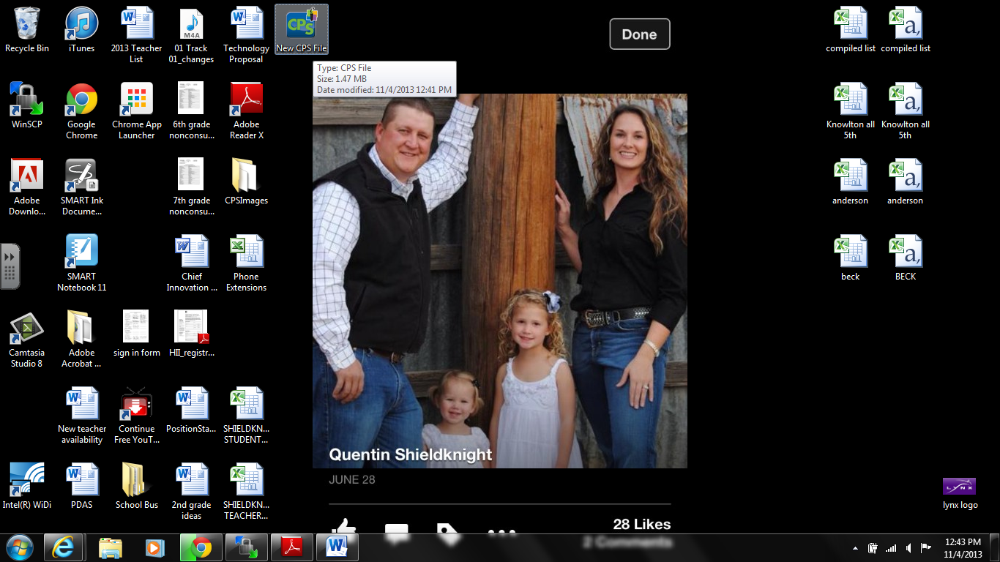 Recycle Bin
iTunes
2013 Teacher
List
M4A
01 Track
01_changes
Technology
Proposal
CPS
New CPS File
Done
compiled list
compiled list
Type: CPS File
Size: 1.47 MB
Date modified: 11/4/2013 12:41 PM
WinSCP
Google
Chrome
Chrome App
Launcher
6th grade
nonconsu...
Adobe
Reader X
Knowlton all
5th
Knowlton all
5th
Adobe
Downlo...
SMART Ink
Docume...
7th grade
nonconsu...
CPSImages
anderson
anderson
SMART
Notebook 11
Chief
Innovation ...
Phone
Extensions
beck
BECK
Camtasia
Studio 8
Adobe
Acrobat ...
sign in form
HII_registr...
New teacher
availability
Continue
Free YouT...
PositionSta...
SHIELDKN...
STUDENT...
Quentin Shieldknight
JUNE 28
Intel(R) WiDi
PDAS
School Bus
2nd grade
ideas
SHIELDKN...
TEACHER...
LYNX
lynx logo
28 Likes
2 Comments
12:43 PM
11/4/2013